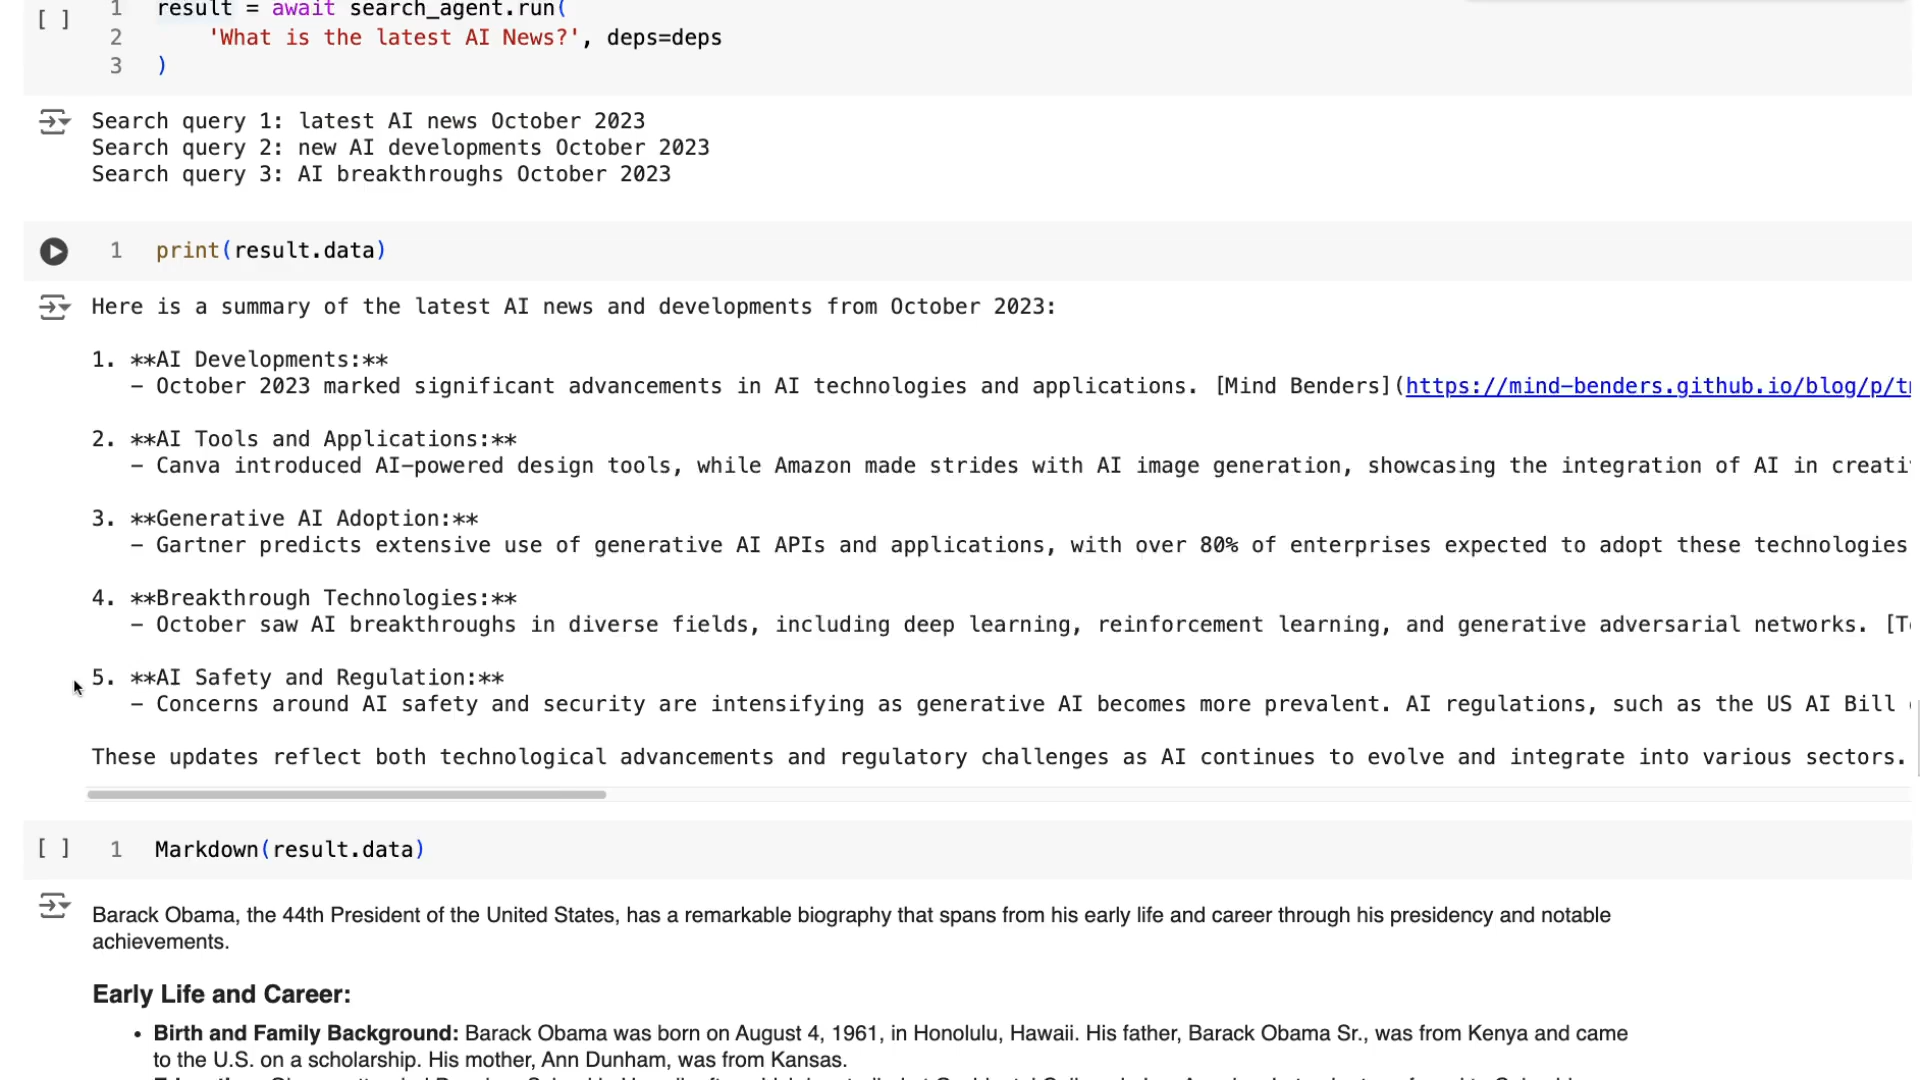 [ ] 1 result = await search_agent.run(
2 'What is the latest AI News?', deps=deps
3 )
Search query 1: latest AI news October 2023
Search query 2: new AI developments October 2023
Search query 3: AI breakthroughs October 2023
1 print(result.data)
Here is a summary of the latest AI news and developments from October 2023:
1. **AI Developments:**
– October 2023 marked significant advancements in AI technologies and applications. [Mind Benders](https://mind-benders.github.io/blog/p/
2. **AI Tools and Applications:**
– Canva introduced AI-powered design tools, while Amazon made strides with AI image generation, showcasing the integration of AI in
3. **Generative AI Adoption:**
– Gartner predicts extensive use of generative AI APIs and applications, with over 80% of enterprises expected to adopt these technologies
4. **Breakthrough Technologies:**
– October saw AI breakthroughs in diverse fields, including deep learning, reinforcement learning, and generative adversarial networks.
5. **AI Safety and Regulation:**
– Concerns around AI safety and security are intensifying as generative AI becomes more prevalent. AI regulations, such as the US AI Bill
These updates reflect both technological advancements and regulatory challenges as AI continues to evolve and integrate into various sectors.
[ ] 1 Markdown(result.data)
Barack Obama, the 44th President of the United States, has a remarkable biography that spans from his early life and career through his presidency and notable
achievements.
Early Life and Career:
• Birth and Family Background: Barack Obama was born on August 4, 1961, in Honolulu, Hawaii. His father, Barack Obama Sr., was from Kenya and came
to the U.S. on a scholarship. His mother, Ann Dunham, was from Kansas.